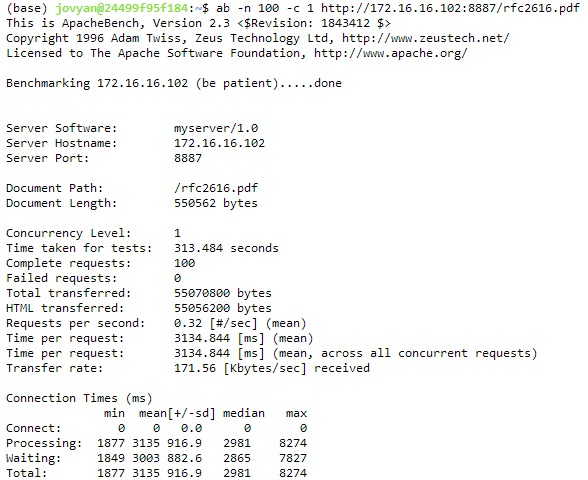 (base) jovyan@24499f95f184:~$ ab -n 100 -c 1 http://172.16.16.102:8887/rfc2616.pdf
This is ApacheBench, Version 2.3 <$Revision: 1843412 $>
Copyright 1996 Adam Twiss, Zeus Technology Ltd, http://www.zeustech.net/
Licensed to The Apache Software Foundation, http://www.apache.org/
Benchmarking 172.16.16.102 (be patient).....done
Server Software:        myserver/1.0
Server Hostname:        172.16.16.102
Server Port:            8887
Document Path:          /rfc2616.pdf
Document Length:        550562 bytes
Concurrency Level:      1
Time taken for tests:   313.484 seconds
Complete requests:      100
Failed requests:        0
Total transferred:      55070800 bytes
HTML transferred:       55056200 bytes
Requests per second:    0.32 [#/sec] (mean)
Time per request:       3134.844 [ms] (mean)
Time per request:       3134.844 [ms] (mean, across all concurrent requests)
Transfer rate:          171.56 [Kbytes/sec] received
Connection Times (ms)
              min  mean[+/-sd] median   max
Connect:        0    0   0.0      0       0
Processing:  1877 3135 916.9   2981    8274
Waiting:     1849 3003 882.6   2865    7827
Total:       1877 3135 916.9   2981    8274